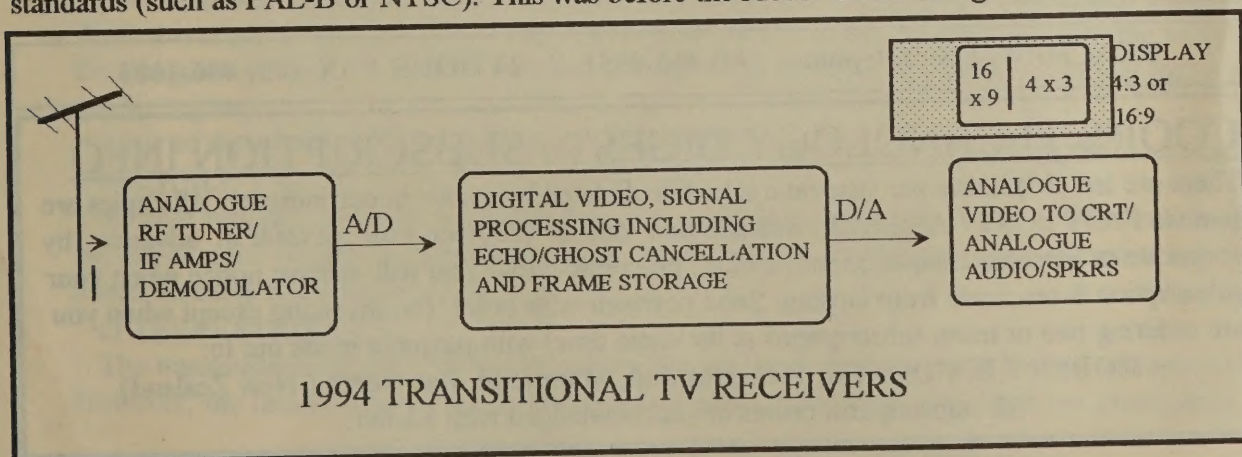 standards (such as PAL-B or NTSC). This was before the
16
x 9
4 x 3
DISPLAY
4:3 or
16:9
ANALOGUE
RF TUNER/
IF AMPS/
DEMODULATOR
A/D
DIGITAL VIDEO, SIGNAL
PROCESSING INCLUDING
ECHO/GHOST CANCELLATION
AND FRAME STORAGE
D/A
ANALOGUE
VIDEO TO CRT/
ANALOGUE
AUDIO/SPKRS
1994 TRANSITIONAL TV RECEIVERS